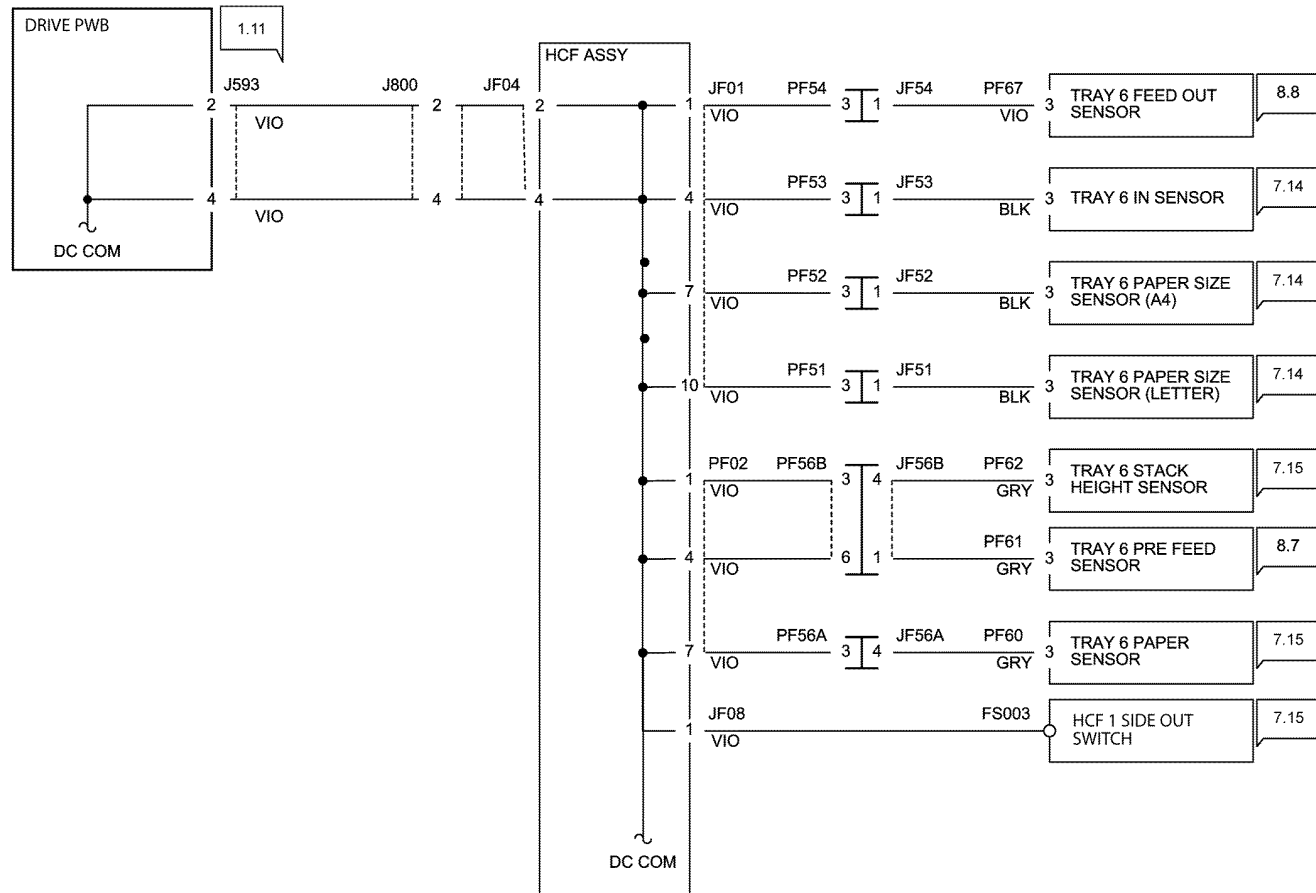 DRIVE PWB
1.11
HCF ASSY
J593 J800 JF04 JF01 PF54 JF54 PF67
2 2 2 1 3 1 3
VIO VIO VIO
TRAY 6 FEED OUT
SENSOR
8.8
PF53 JF53
4 4 4 4 3 1 3
VIO VIO BLK
TRAY 6 IN SENSOR
7.14
DC COM
PF52 JF52
7 3 1 3
VIO BLK
TRAY 6 PAPER SIZE
SENSOR (A4)
7.14
PF51 JF51
10 3 1 3
VIO BLK
TRAY 6 PAPER SIZE
SENSOR (LETTER)
7.14
PF02 PF56B JF56B PF62
1 3 4 3
VIO GRY
TRAY 6 STACK
HEIGHT SENSOR
7.15
PF61
4 6 1 3
VIO GRY
TRAY 6 PRE FEED
SENSOR
8.7
PF56A JF56A PF60
7 3 4 3
VIO GRY
TRAY 6 PAPER
SENSOR
7.15
JF08 FS003
1
VIO
HCF 1 SIDE OUT
SWITCH
7.15
DC COM